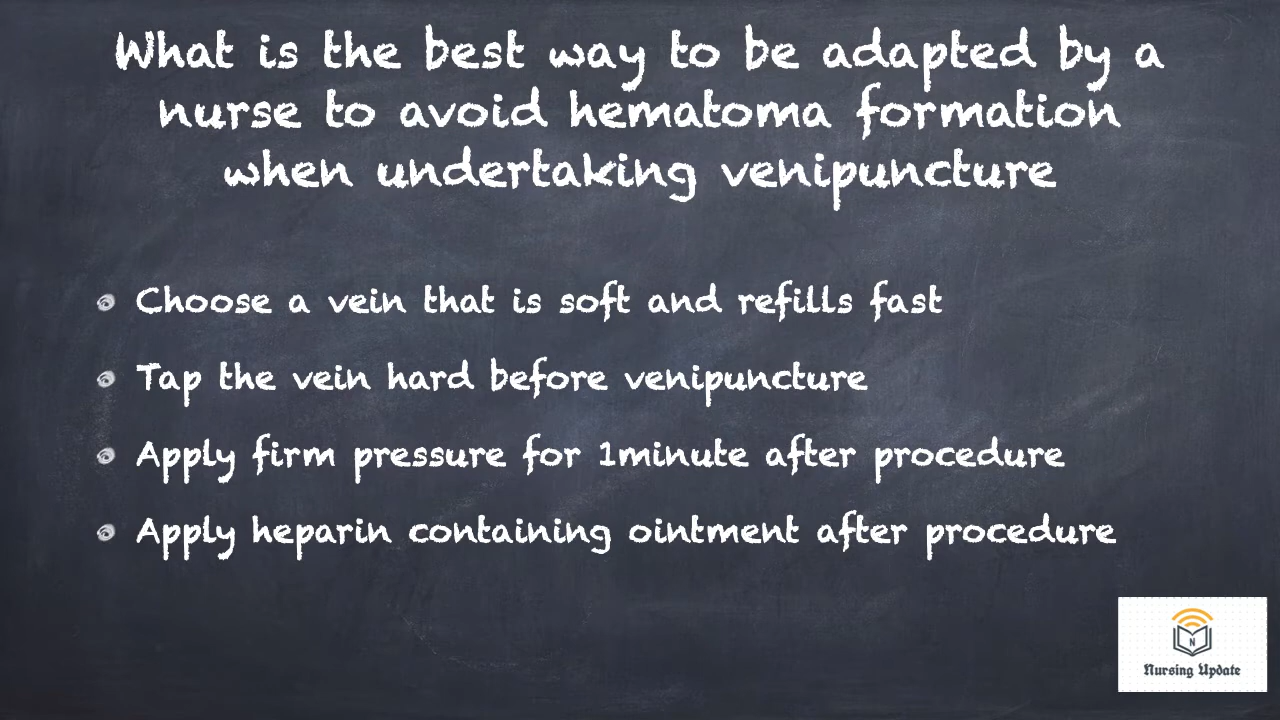 What is the best way to be adapted by a
nurse to avoid hematoma formation
when undertaking venipuncture
Choose a vein that is soft and refills fast
Tap the vein hard before venipuncture
Apply firm pressure for 1minute after procedure
Apply heparin containing ointment after procedure
N
Nursing Update